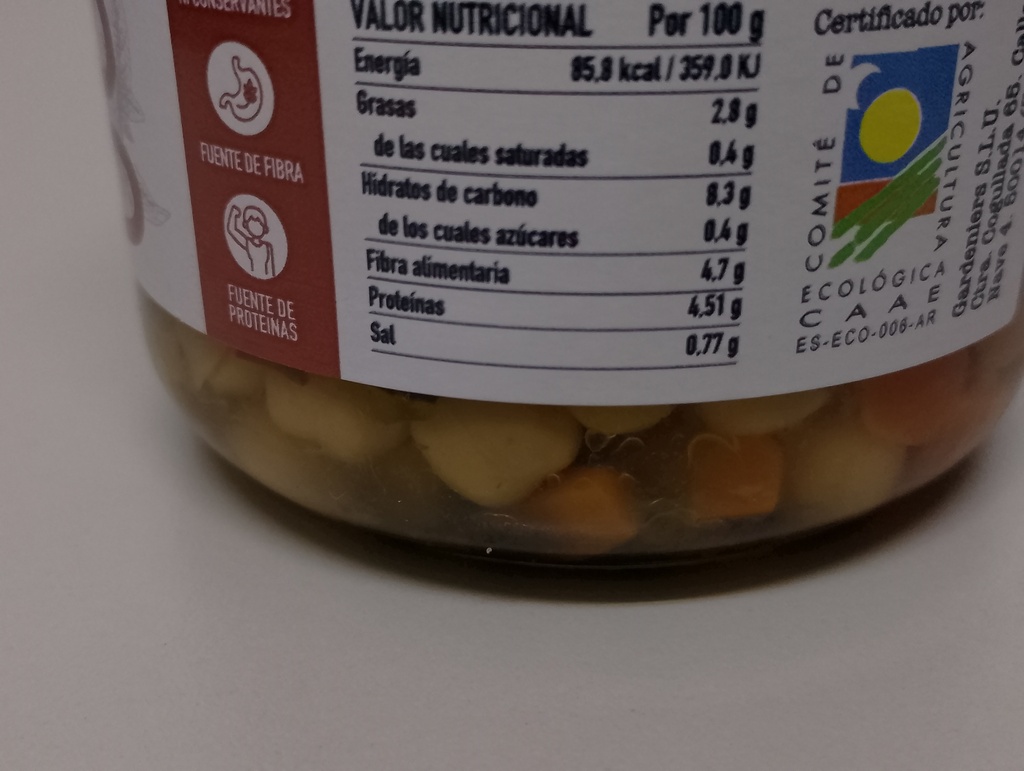 CONSERVANTES
FUENTE DE FIBRA
FUENTE DE
PROTEINAS
VALOR NUTRICIONAL Por 100 g
Energía 85,8 kcal / 359,0 KJ
Grasas 2,8 g
de las cuales saturadas 0,4 g
Hidratos de carbono 8,3 g
de los cuales azúcares 0,4 g
Fibra alimentaria 4,7 g
Proteínas 4,51 g
Sal 0,77 g
Certificado por:
COMITÉ DE
AGRICULTURA
ECOLÓGICA
CAAE
ES-ECO-006-AR
Gardeniers S.L.U.
Ctra. Cogullada 65.
Nave 4. 50014